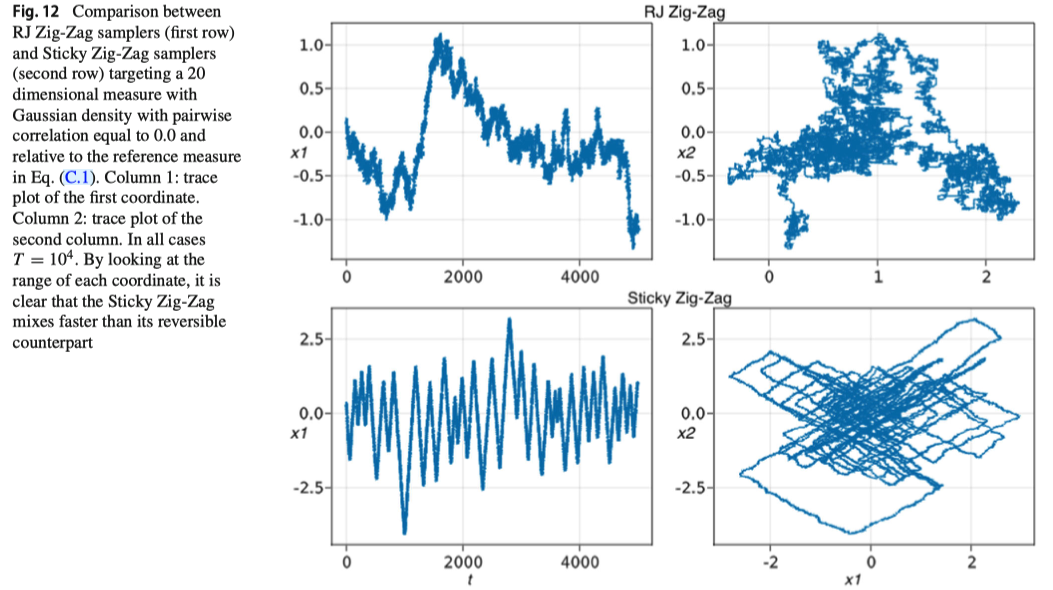 Fig. 12 Comparison between
RJ Zig-Zag samplers (first row)
and Sticky Zig-Zag samplers
(second row) targeting a 20
dimensional measure with
Gaussian density with pairwise
correlation equal to 0.0 and
relative to the reference measure
in Eq. (C.1). Column 1: trace
plot of the first coordinate.
Column 2: trace plot of the
second column. In all cases
T = 10⁴. By looking at the
range of each coordinate, it is
clear that the Sticky Zig-Zag
mixes faster than its reversible
counterpart
RJ Zig-Zag
1.0
0.5
0.0
x1
-0.5
-1.0
0 2000 4000
1.0
0.5
0.0
x2
-0.5
-1.0
0 1 2
Sticky Zig-Zag
2.5
0.0
x1
-2.5
0 2000 4000
t
2.5
0.0
x2
-2.5
-2 0 2
x1